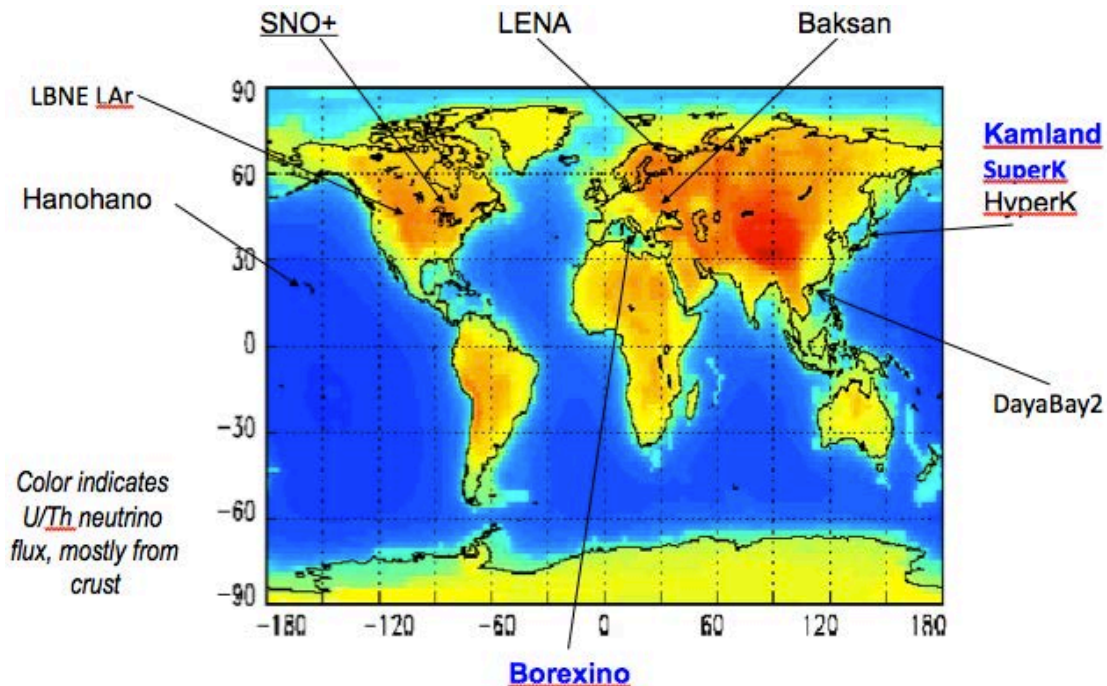 SNO+
LENA
Baksan
LBNE LAr
Kamland
SuperK
HyperK
Hanohano
DayaBay2
Color indicates
U/Th neutrino
flux, mostly from
crust
90
60
30
0
-30
-60
-90
-180
-120
-60
0
60
120
180
Borexino